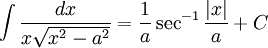 ∫ dx / (x√(x² − a²)) = (1/a) sec⁻¹ (|x|/a) + C